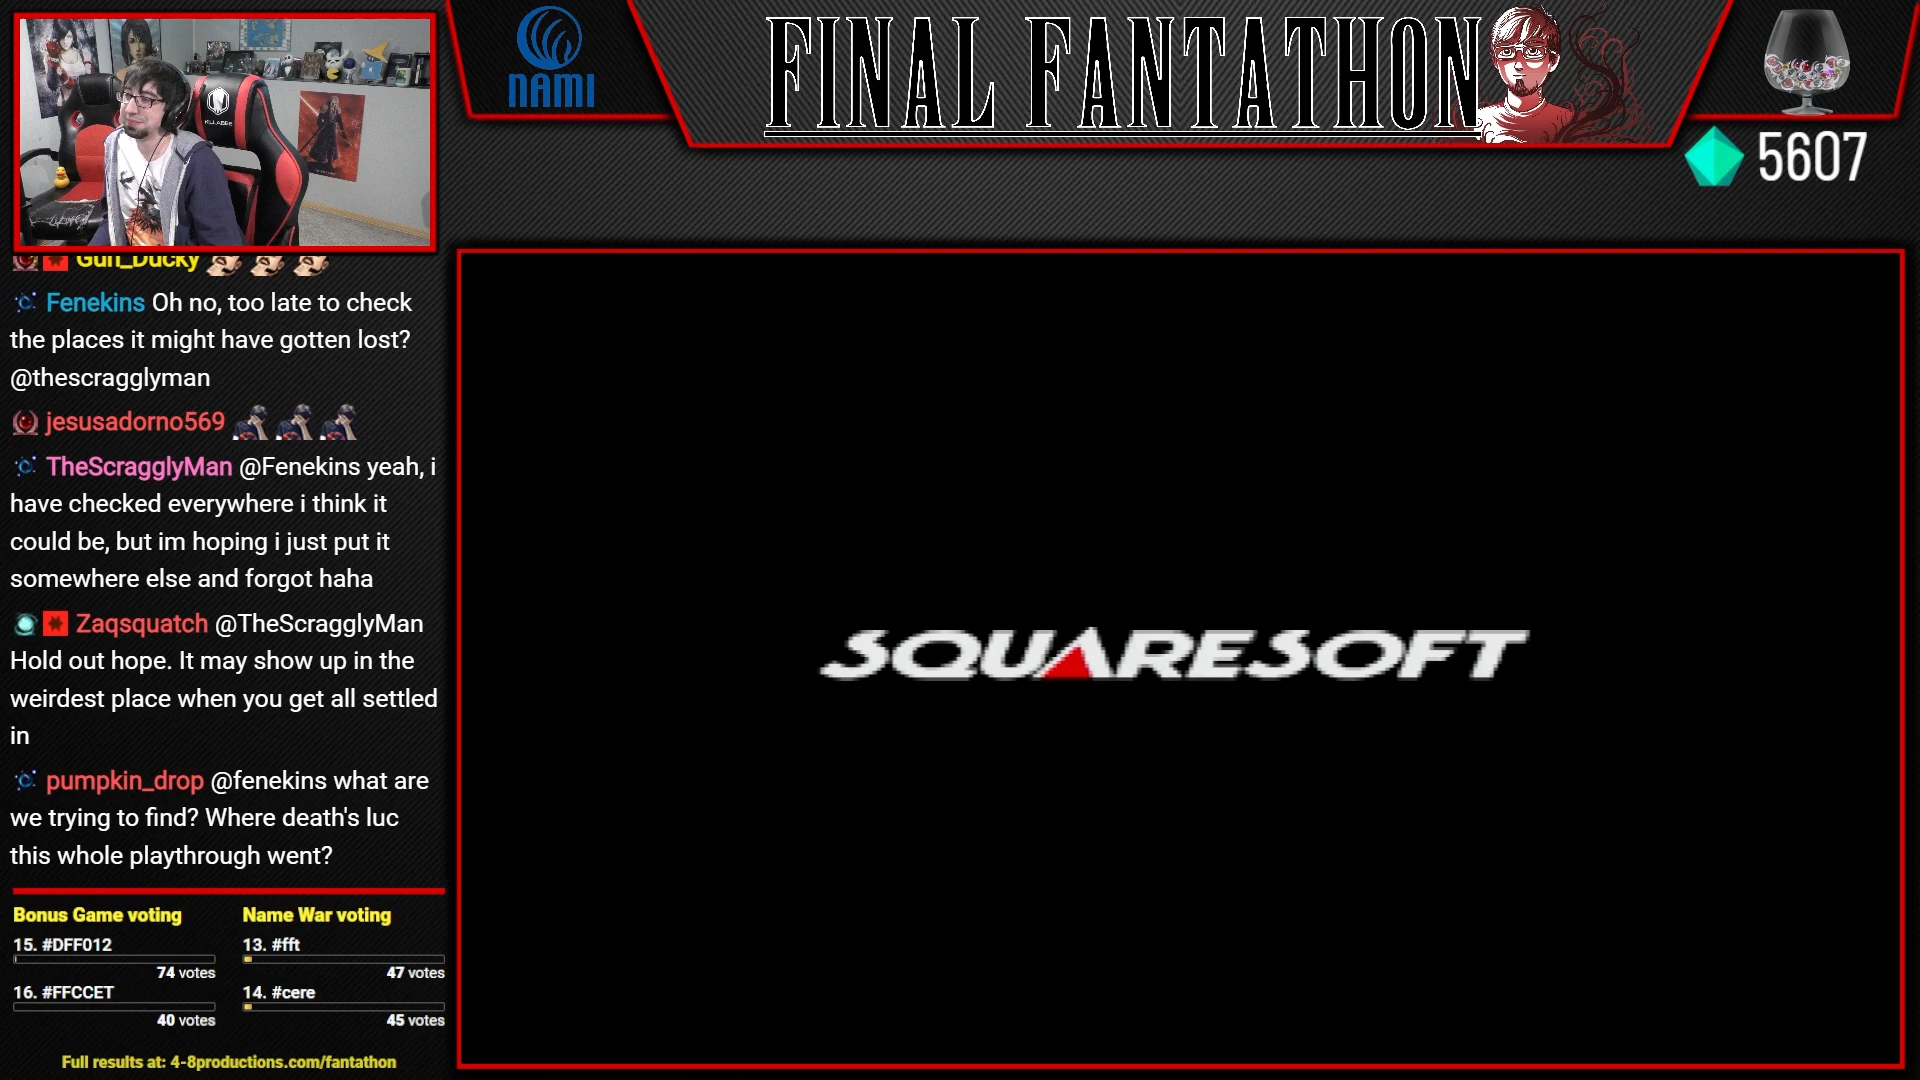 NAMI
FINAL FANTATHON
5607
KLLABRE
Gun_Ducky
Fenekins Oh no, too late to check
the places it might have gotten lost?
@thescragglyman
jesusadorno569
TheScragglyMan @Fenekins yeah, i
have checked everywhere i think it
could be, but im hoping i just put it
somewhere else and forgot haha
Zaqsquatch @TheScragglyMan
Hold out hope. It may show up in the
weirdest place when you get all settled
in
pumpkin_drop @fenekins what are
we trying to find? Where death's luc
this whole playthrough went?
SQUARESOFT
Bonus Game voting
15. #DFF012
74 votes
16. #FFCCET
40 votes
Name War voting
13. #fft
47 votes
14. #cere
45 votes
Full results at: 4-8productions.com/fantathon